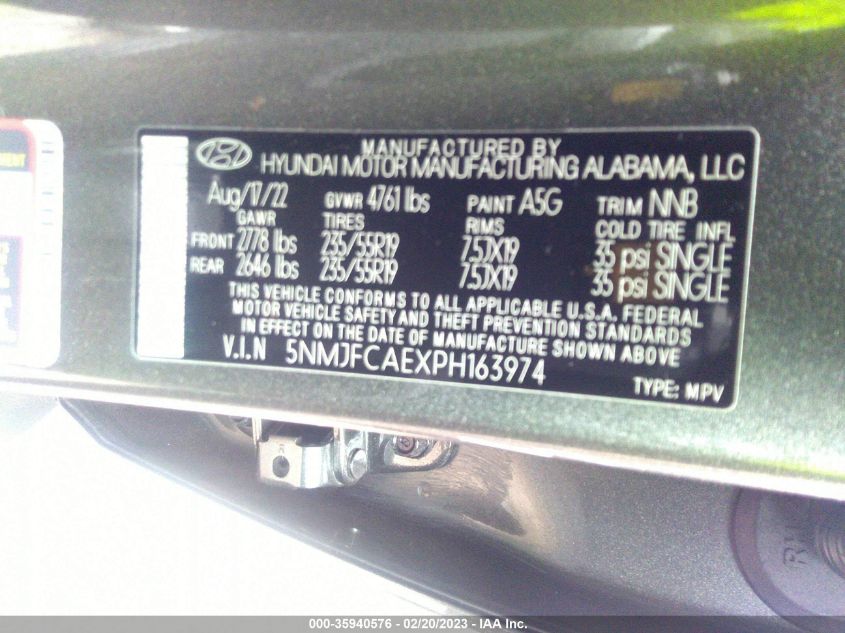 MENT
MANUFACTURED BY
HYUNDAI MOTOR MANUFACTURING ALABAMA, LLC
Aug/17/22 GVWR 4761 lbs PAINT A5G TRIM NNB
GAWR TIRES RIMS COLD TIRE INFL
FRONT 2778 lbs 235/55R19 7.5JX19 35 psi SINGLE
REAR 2646 lbs 235/55R19 7.5JX19 35 psi SINGLE
THIS VEHICLE CONFORMS TO ALL APPLICABLE U.S.A. FEDERAL
MOTOR VEHICLE SAFETY AND THEFT PREVENTION STANDARDS
IN EFFECT ON THE DATE OF MANUFACTURE SHOWN ABOVE
V.I.N 5NMJFCAEXPH163974
TYPE: MPV
000-35940576 - 02/20/2023 - IAA Inc.